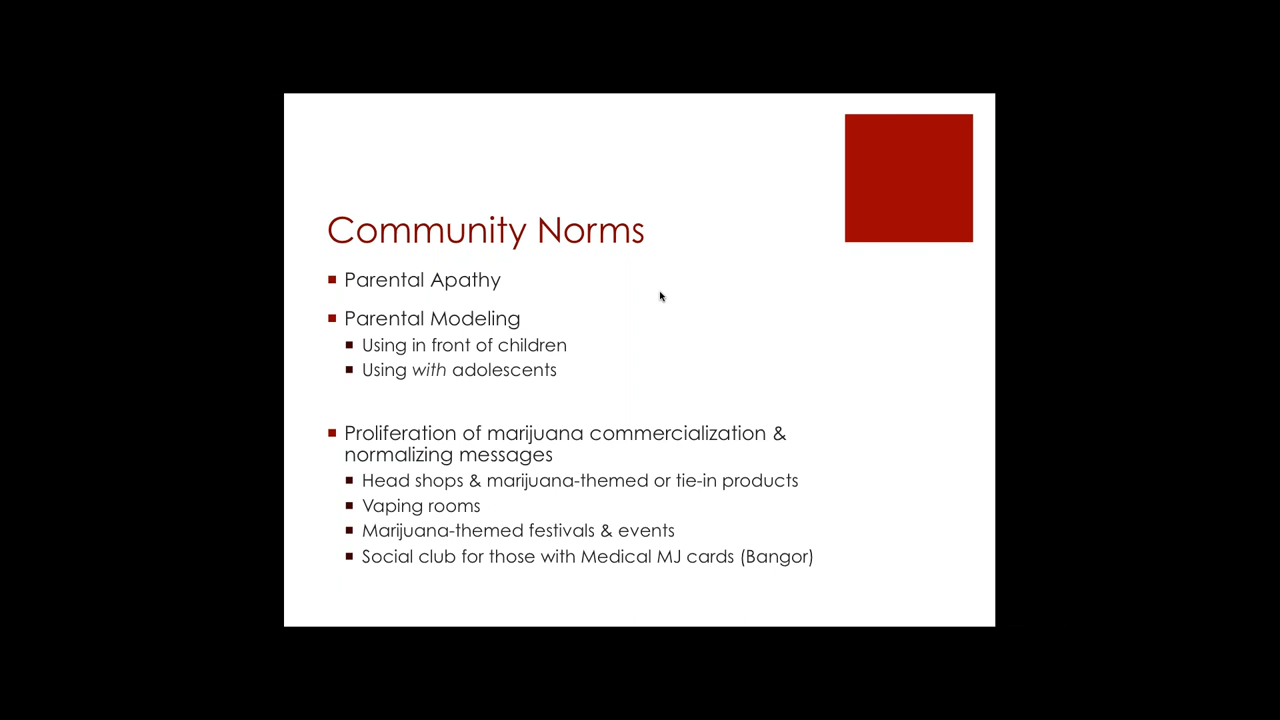 Community Norms
Parental Apathy
Parental Modeling
Using in front of children
Using with adolescents
Proliferation of marijuana commercialization &
normalizing messages
Head shops & marijuana-themed or tie-in products
Vaping rooms
Marijuana-themed festivals & events
Social club for those with Medical MJ cards (Bangor)